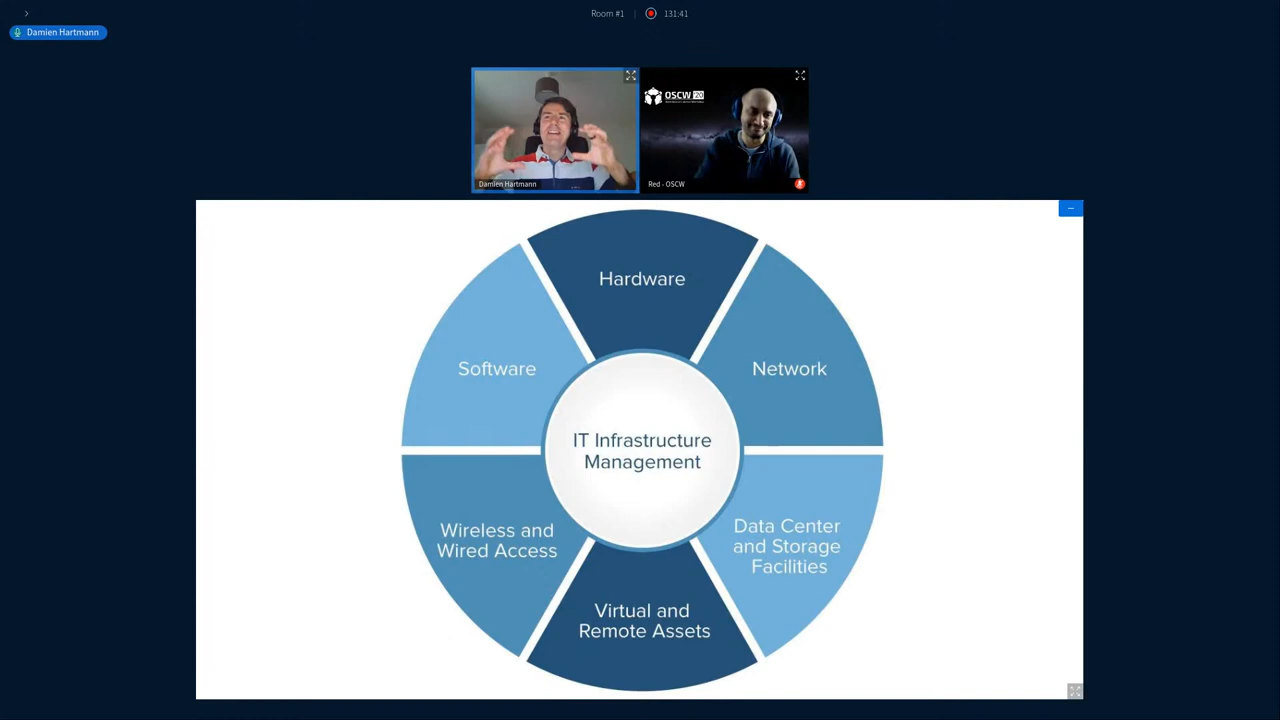 Room #1
131:41
Damien Hartmann
OSCW '20
Damien Hartmann
Red - OSCW
Hardware
Software
Network
IT Infrastructure
Management
Wireless and
Wired Access
Data Center
and Storage
Facilities
Virtual and
Remote Assets